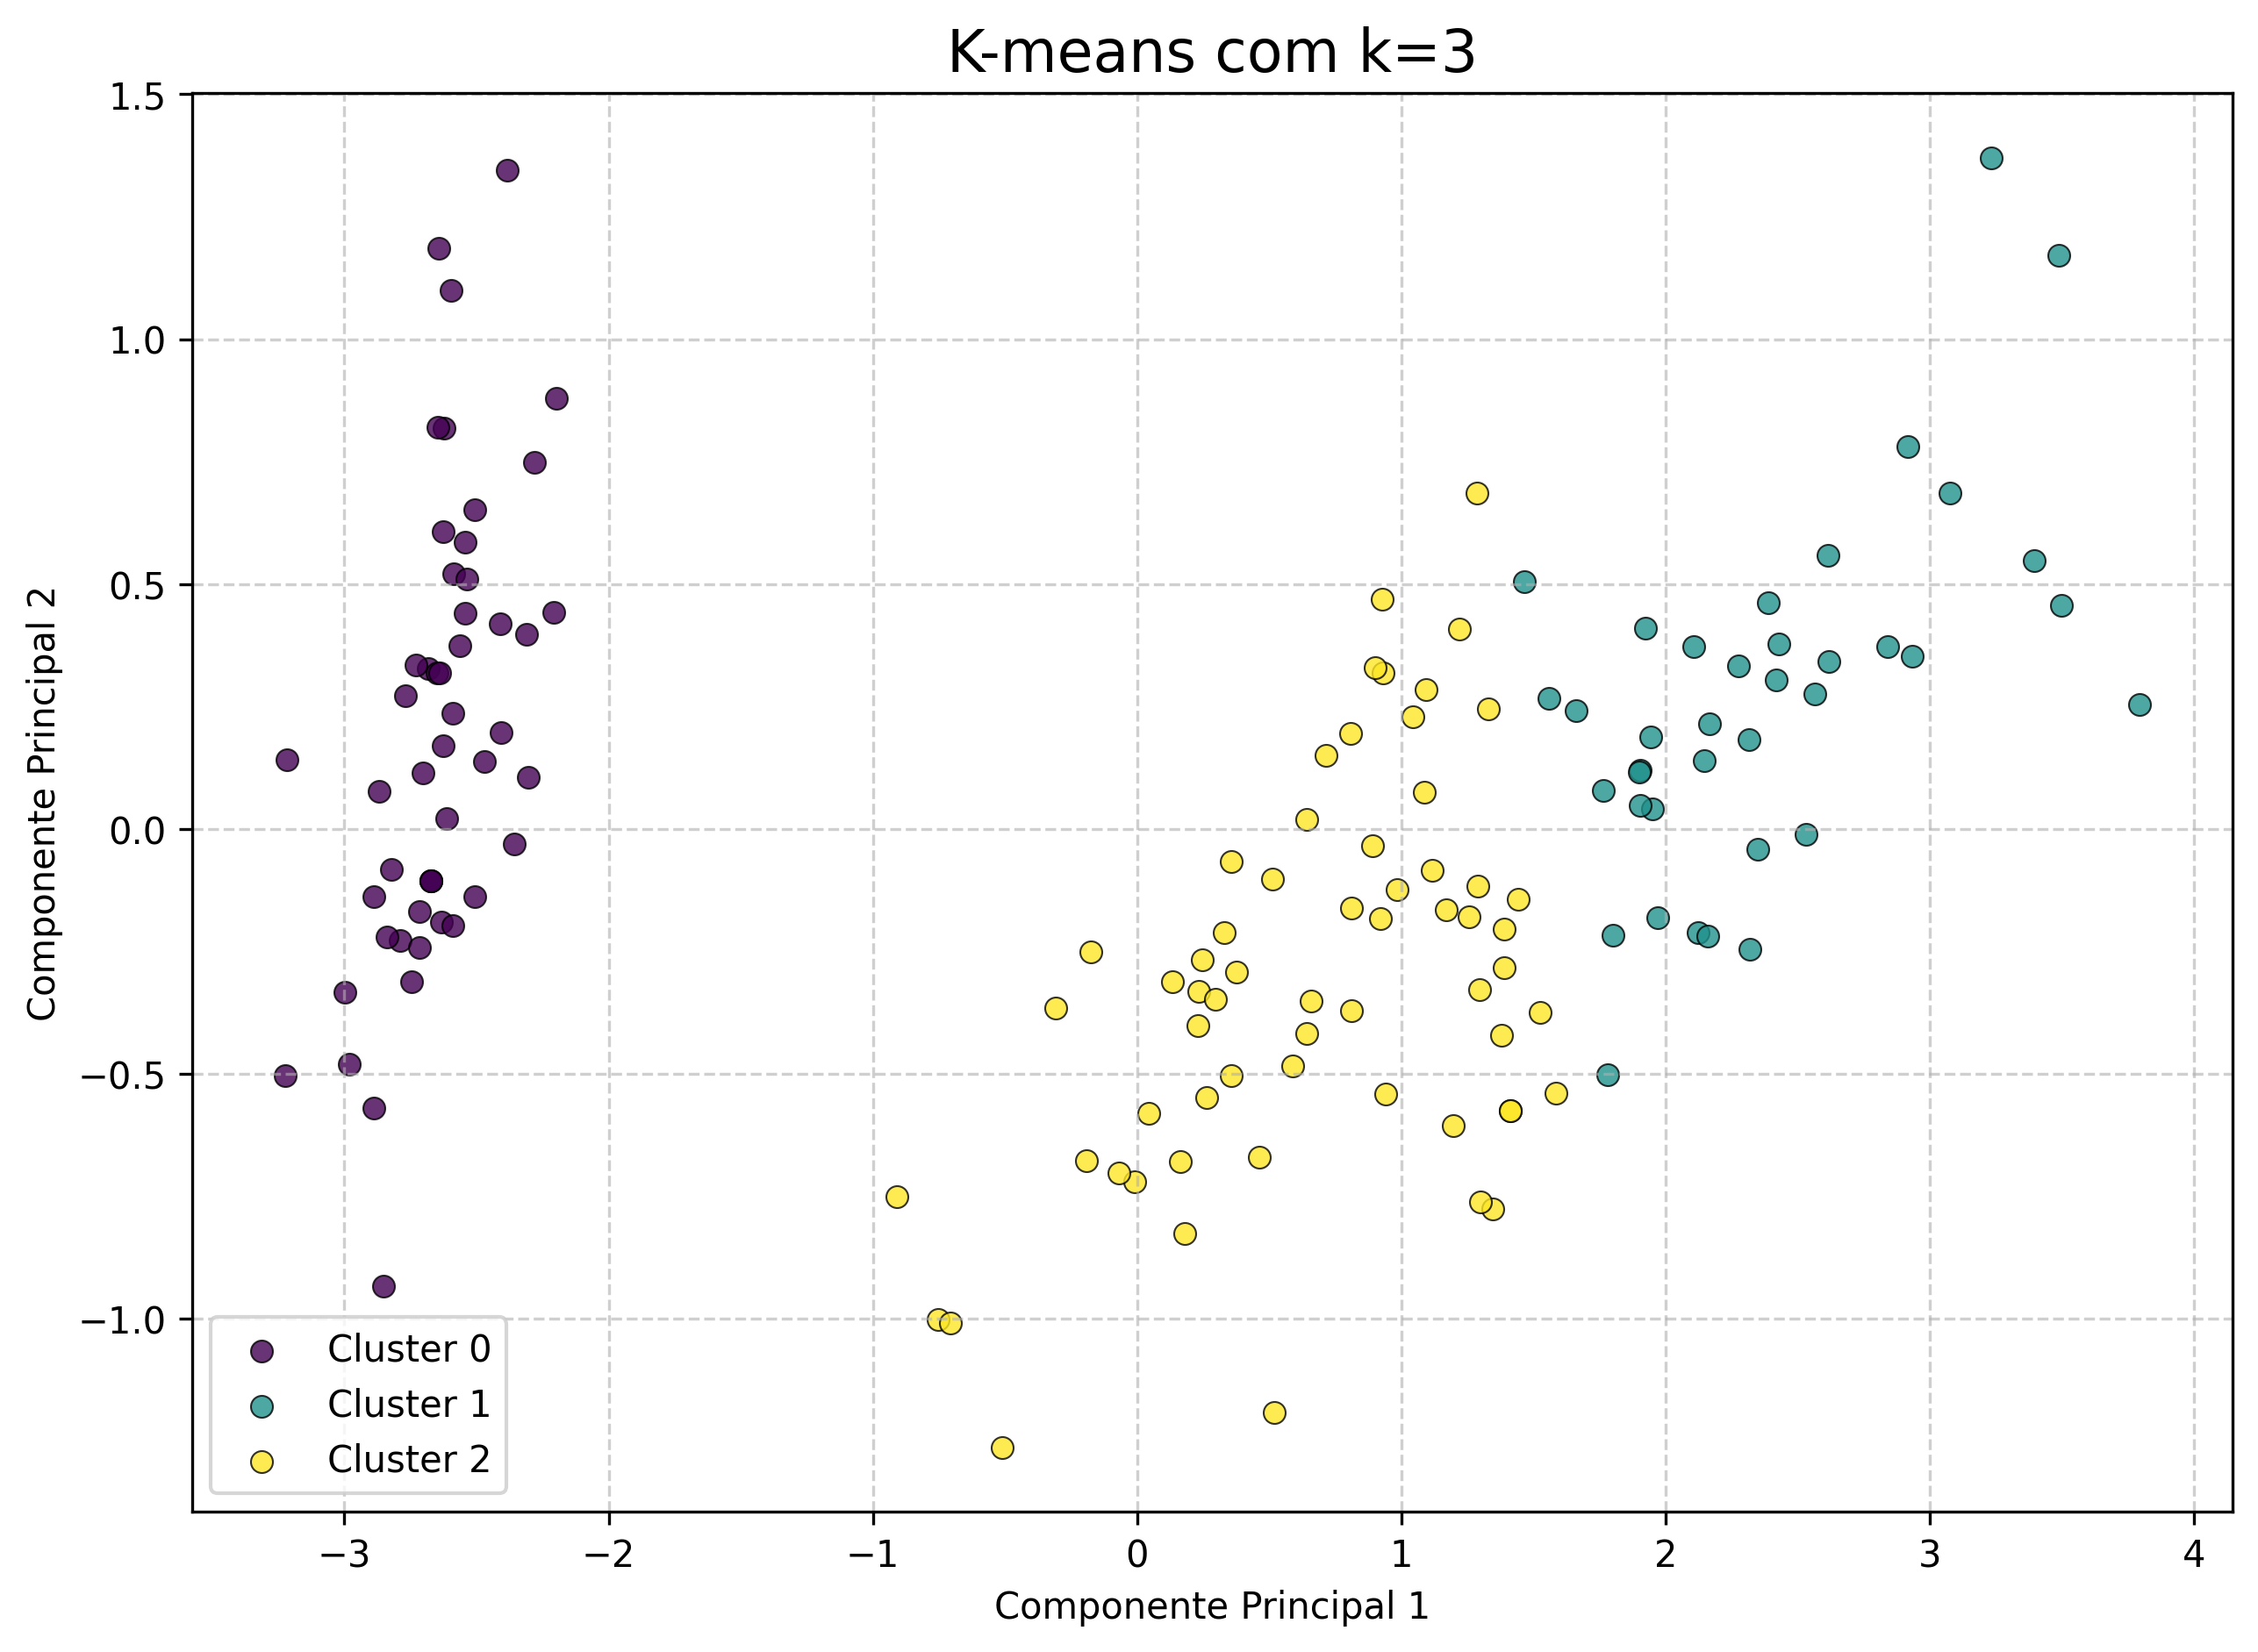 K-means com k=3
1.5
1.0
0.5
0.0
−0.5
−1.0
Componente Principal 2
Cluster 0
Cluster 1
Cluster 2
−3 −2 −1 0 1 2 3 4
Componente Principal 1